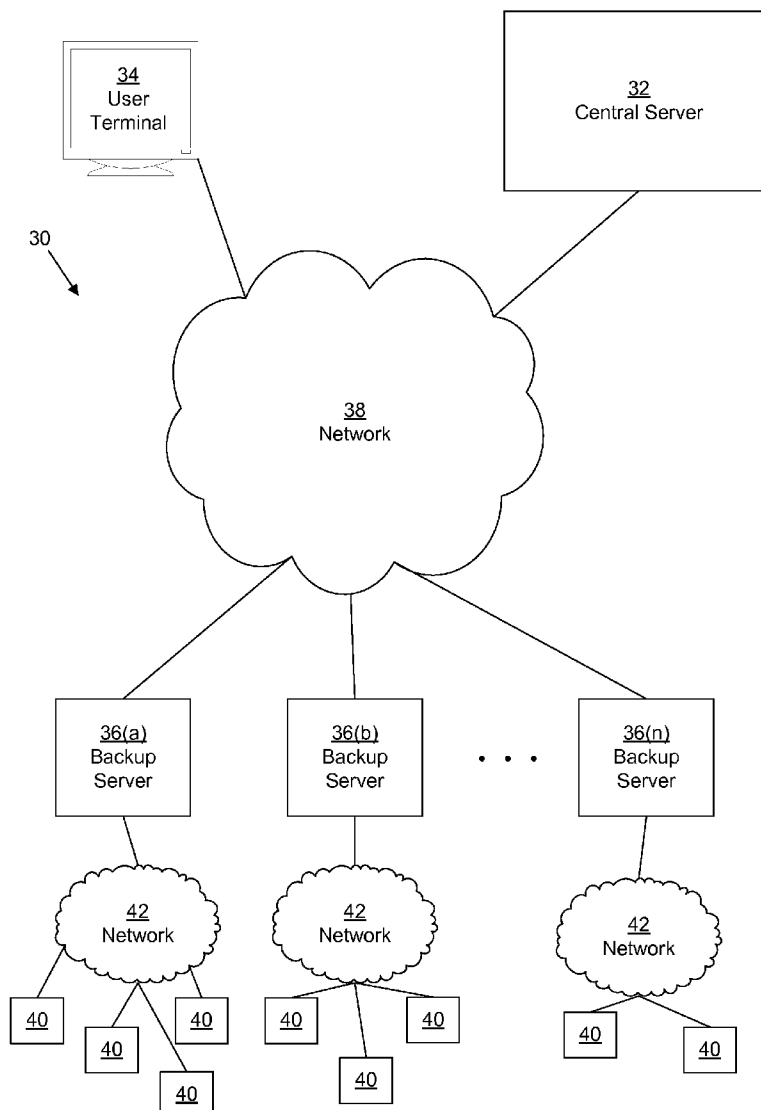 34
User
Terminal
32
Central Server
30
38
Network
36(a)
Backup
Server
36(b)
Backup
Server
. . .
36(n)
Backup
Server
42
Network
42
Network
42
Network
40
40
40
40
40
40
40
40
40